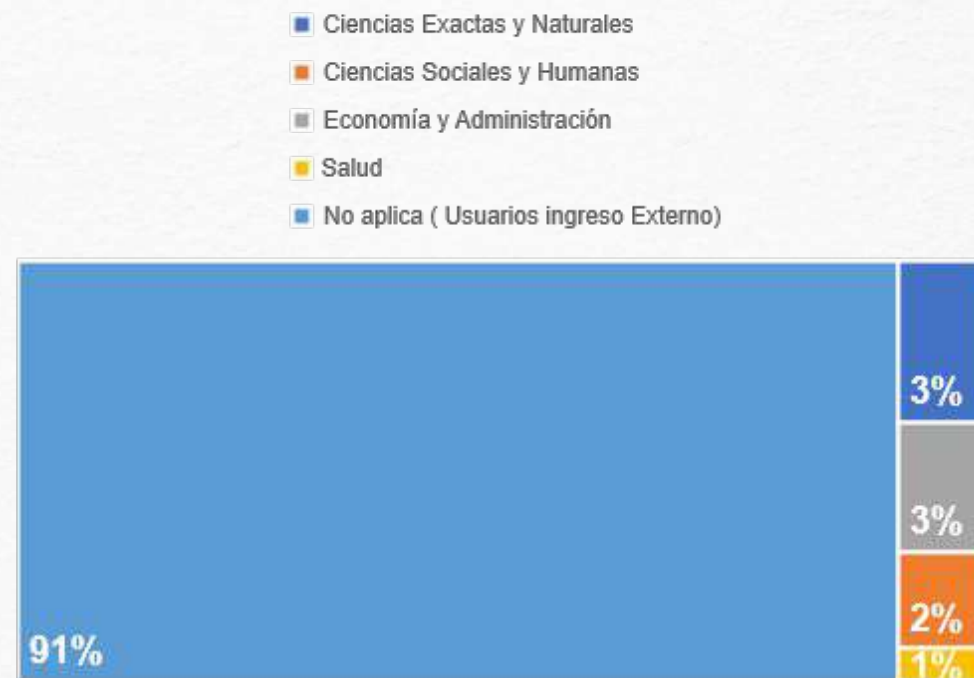 Ciencias Exactas y Naturales
Ciencias Sociales y Humanas
Economía y Administración
Salud
No aplica ( Usuarios ingreso Externo)
3%
3%
2%
91%
1%